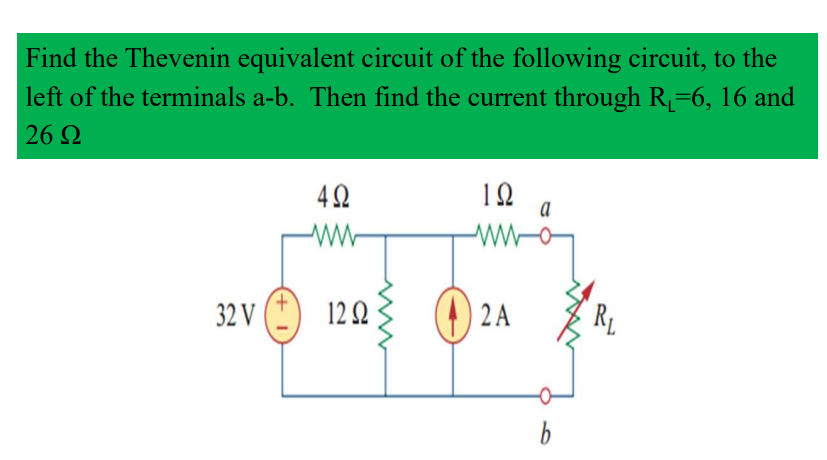 Find the Thevenin equivalent circuit of the following circuit, to the
left of the terminals a-b. Then find the current through R_L=6, 16 and
26 Ω
4 Ω
1 Ω
a
32 V
+
12 Ω
2 A
R_L
b